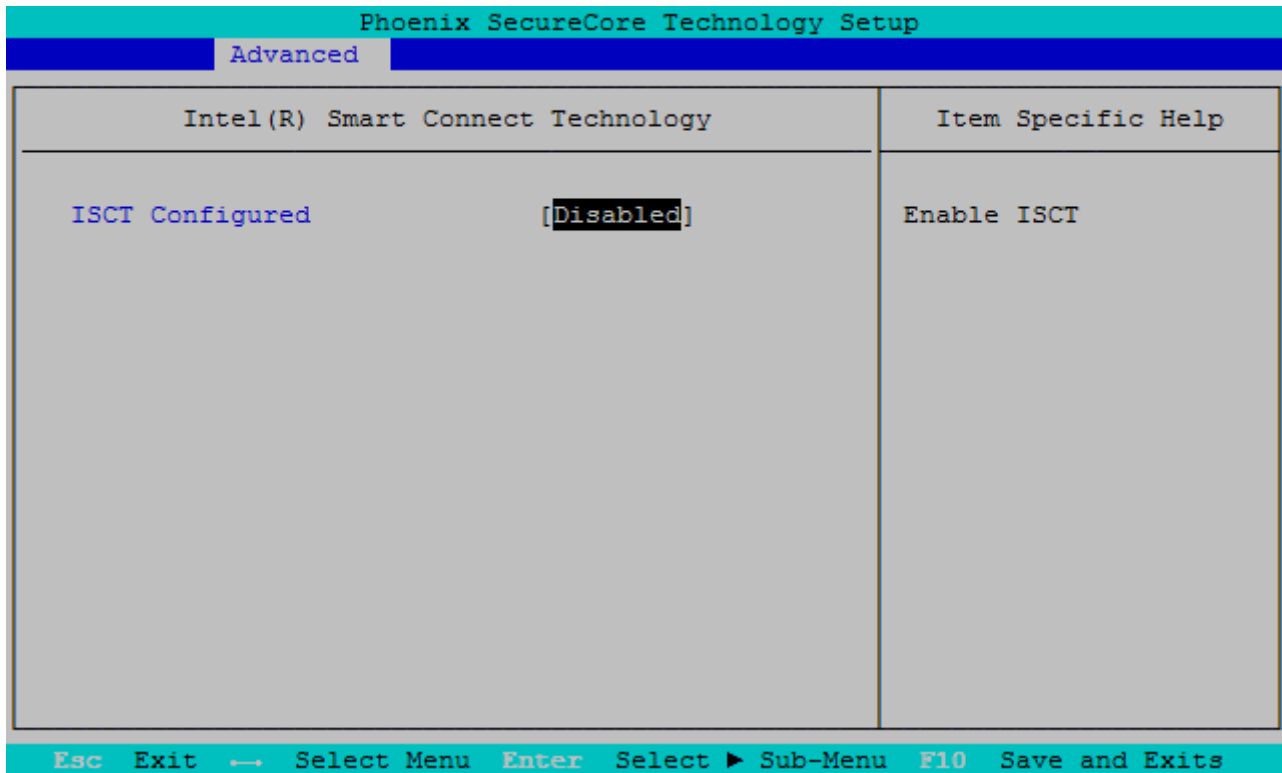 Phoenix SecureCore Technology Setup
Advanced
Intel(R) Smart Connect Technology
Item Specific Help
ISCT Configured [Disabled]
Enable ISCT
Esc Exit ←→ Select Menu Enter Select ▶ Sub-Menu F10 Save and Exits